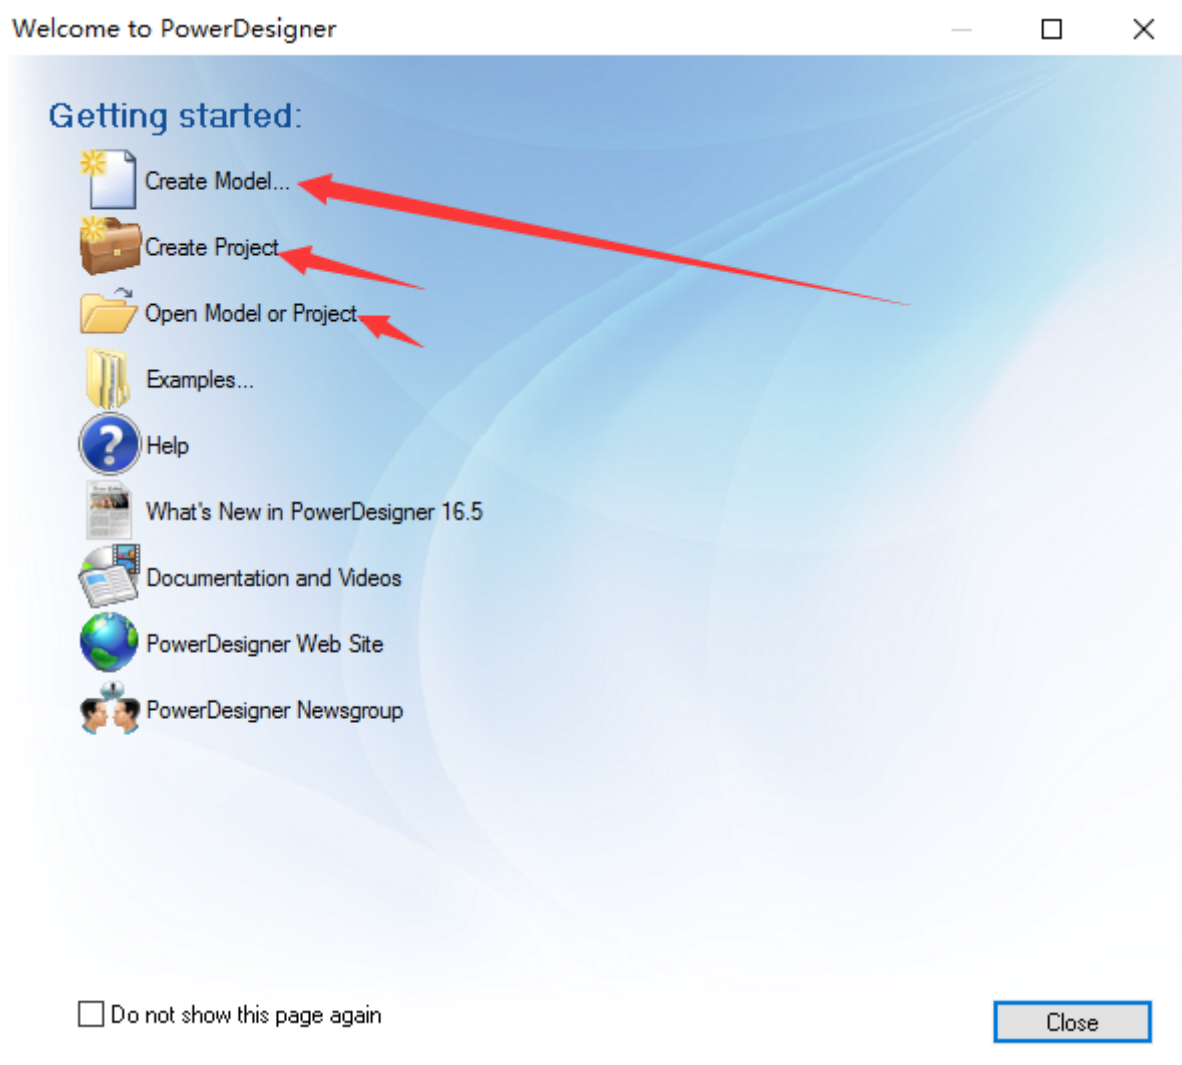 Welcome to PowerDesigner
Getting started:
Create Model...
Create Project
Open Model or Project
Examples...
Help
What's New in PowerDesigner 16.5
Documentation and Videos
PowerDesigner Web Site
PowerDesigner Newsgroup
Do not show this page again
Close